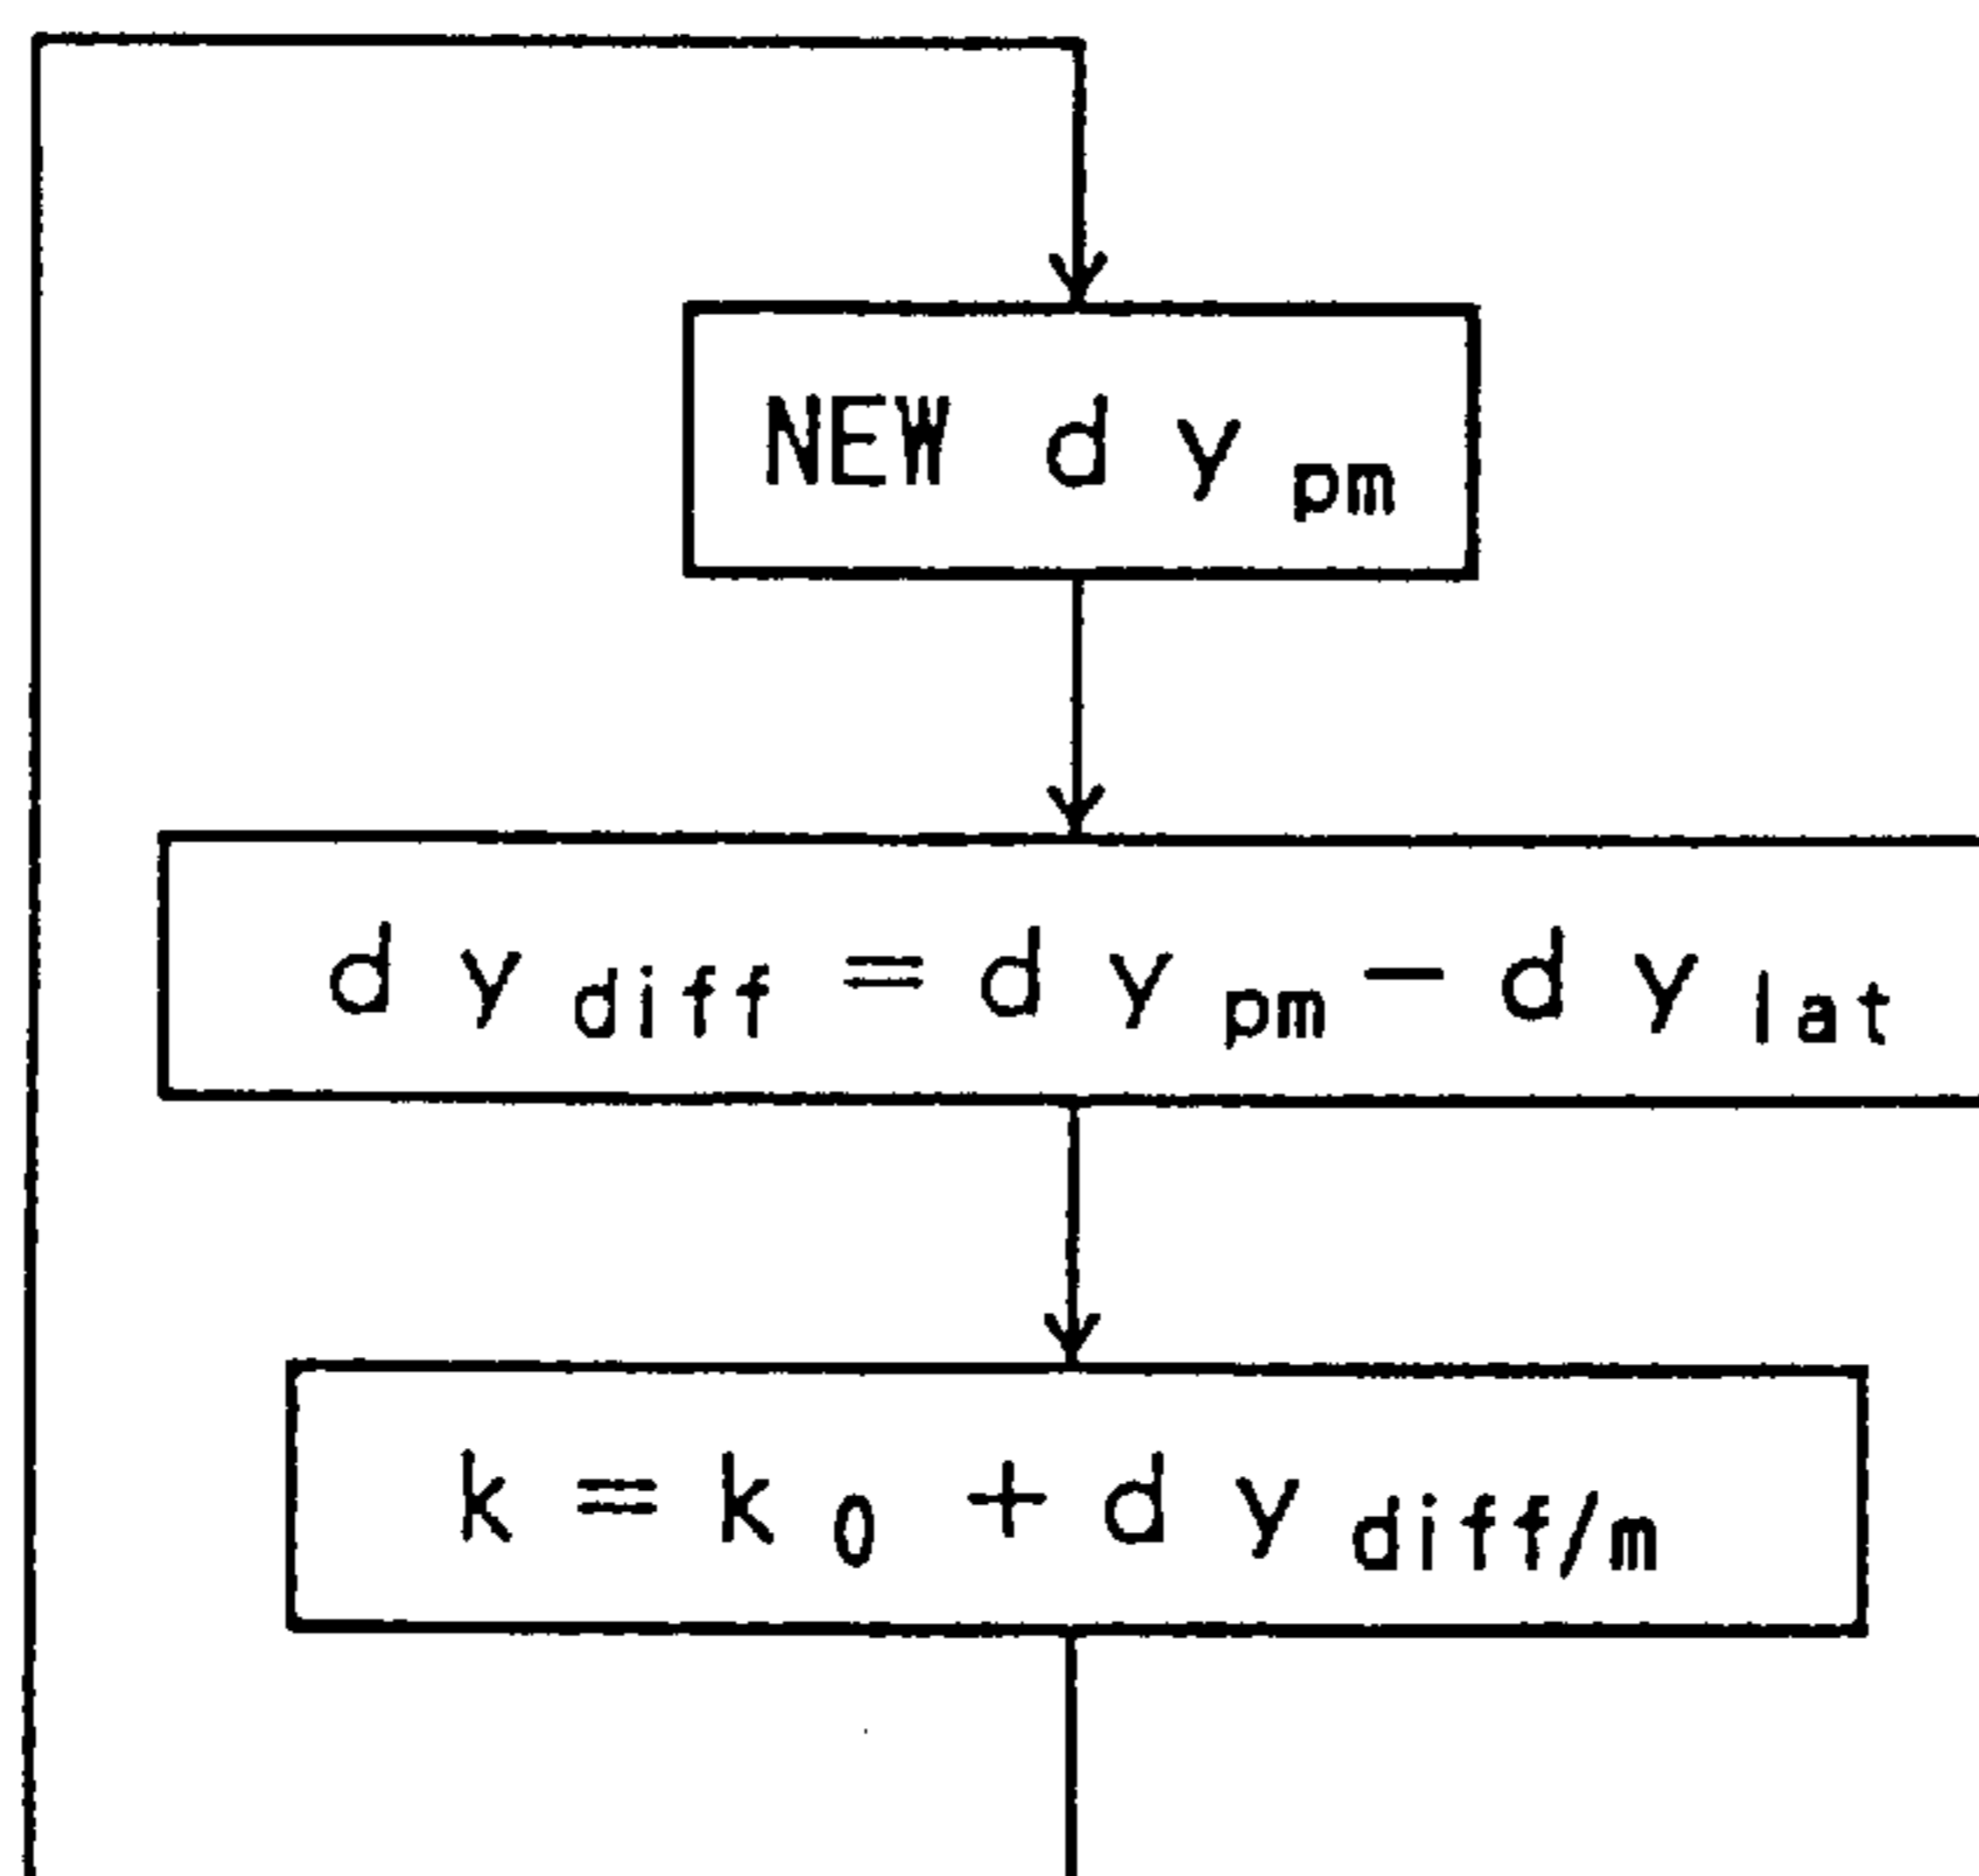 NEW d y pm
d y diff = d y pm − d y lat
k = k 0 + d y diff/m